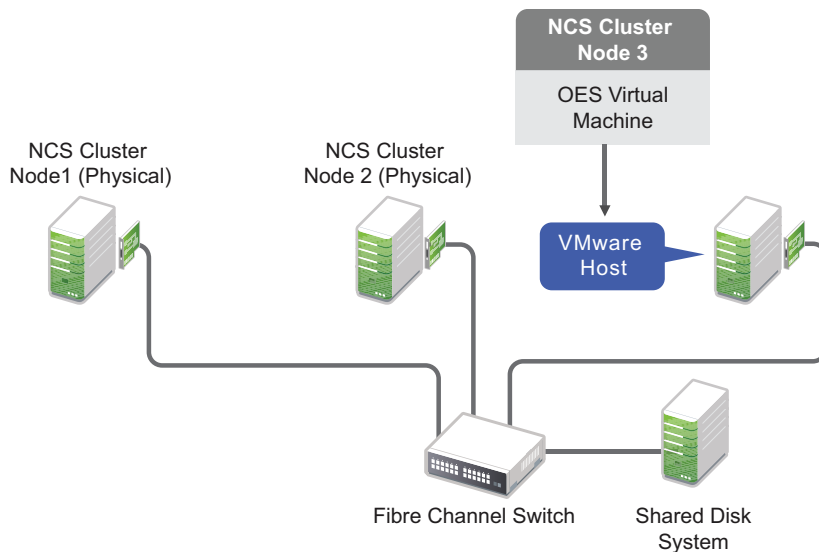 NCS Cluster
Node 3
OES Virtual
Machine
NCS Cluster
Node1 (Physical)
NCS Cluster
Node 2 (Physical)
VMware
Host
Fibre Channel Switch
Shared Disk
System